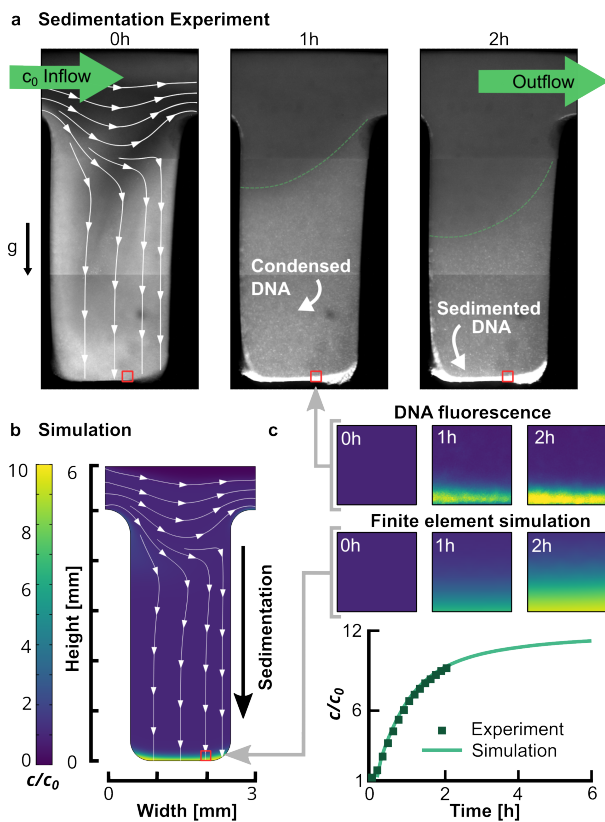 a Sedimentation Experiment
0h
1h
2h
c₀ Inflow
Outflow
g
Condensed
DNA
Sedimented
DNA
b Simulation
10
8
6
4
2
0
c/c₀
6
0
Height [mm]
0
3
Width [mm]
Sedimentation
c
DNA fluorescence
0h
1h
2h
Finite element simulation
0h
1h
2h
12
6
1
c/c₀
Experiment
Simulation
0
2
4
6
Time [h]